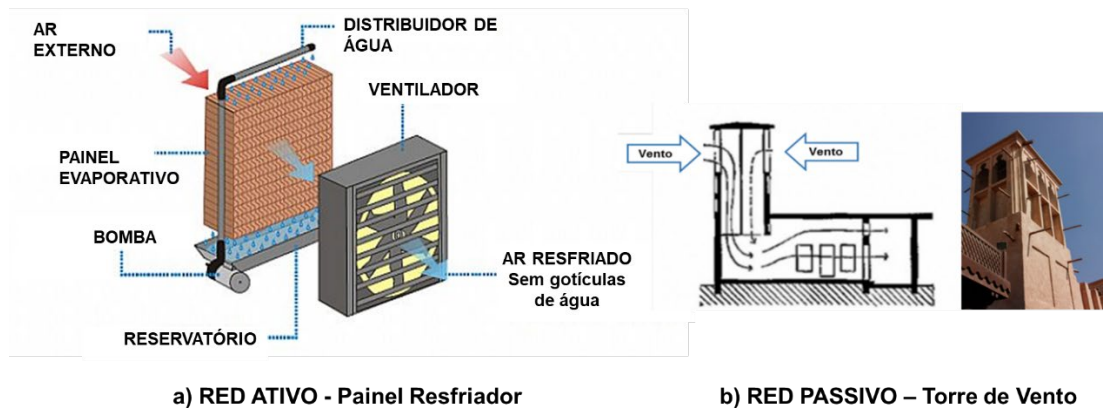 AR
EXTERNO
DISTRIBUIDOR DE
ÁGUA
VENTILADOR
PAINEL
EVAPORATIVO
BOMBA
AR RESFRIADO
Sem gotículas
de água
RESERVATÓRIO
Vento
Vento
a) RED ATIVO - Painel Resfriador
b) RED PASSIVO – Torre de Vento